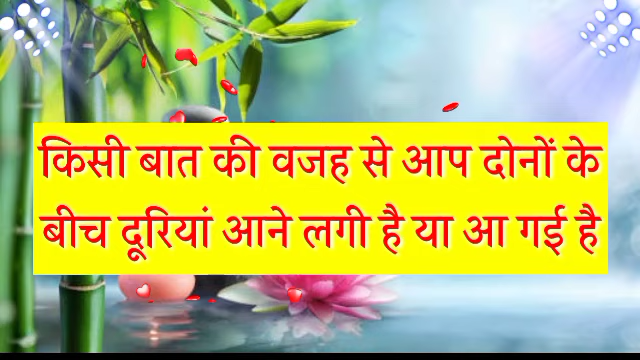 किसी बात की वजह से आप दोनों के
बीच दूरियां आने लगी है या आ गई है